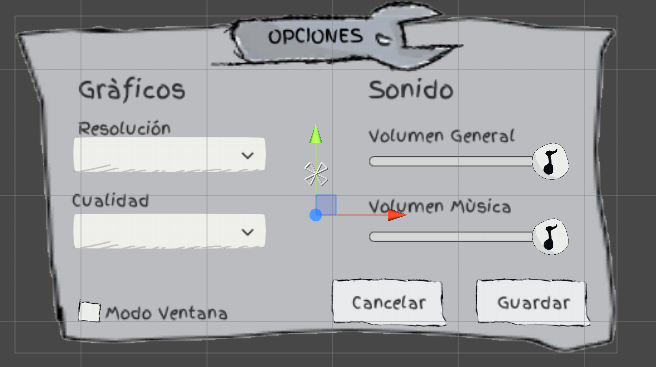 OPCIONES
Gràficos
Resolución
Cualidad
Modo Ventana
Sonido
Volumen General
Volumen Mùsica
Cancelar
Guardar